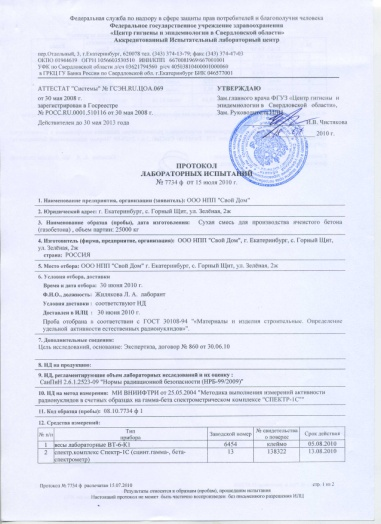 Федеральная служба по надзору в сфере защиты прав потребителей и благополучия человека
Федеральное государственное учреждение здравоохранения
«Центр гигиены и эпидемиологии в Свердловской области»
Аккредитованный Испытательный лабораторный центр
пер.Отдельный, 3, г.Екатеринбург, 620078 тел. (343) 374-13-79; факс (343) 374-47-03
в ГРКЦ ГУ Банка России по Свердловской обл. г.Екатеринбург БИК 046577001
АТТЕСТАТ "Системы" № ГСЭН.RU.ЦОА.069
от 30 мая 2008 г.
зарегистрирован в Госреестре
№ РОСС.RU.0001.510116 от 30 мая 2008 г.
Действителен до 30 мая 2013 года
УТВЕРЖДАЮ
Зам.главного врача ФГУЗ «Центр гигиены и
эпидемиологии в Свердловской области»,
Зам. Руководителя ИЛЦ
И.В. Чистякова
2010 г.
ПРОТОКОЛ
ЛАБОРАТОРНЫХ ИСПЫТАНИЙ
№ 7734 ф от 15 июля 2010 г.
1. Наименование предприятия, организации (заявитель): ООО НПП "Свой Дом"
2. Юридический адрес: г. Екатеринбург, с. Горный Щит, ул. Зелёная, 2ж
3. Наименование образца (пробы), дата изготовления: Сухая смесь для производства ячеистого бетона
(газобетона) , объем партии: 25000 кг
4. Изготовитель (фирма, предприятие, организация): ООО НПП "Свой Дом", г. Екатеринбург, с. Горный Щит, ул.
Зелёная, 2ж
страна: РОССИЯ
5. Место отбора: ООО НПП "Свой Дом" г. Екатеринбург, с. Горный Щит, ул. Зелёная, 2ж
6. Условия отбора, доставки
Время и дата отбора: 30 июня 2010 г.
Ф.И.О., должность: Жилякова Л. А. лаборант
Условия доставки : соответствуют НД
Доставлен в ИЛЦ : 30 июня 2010 г.
Проба отобрана в соответствии с ГОСТ 30108-94 "«Материалы и изделия строительные. Определение
удельной активности естественных радионуклидов»".
7. Дополнительные сведения:
Цель исследований, основание: Экспертиза, договор № 860 от 30.06.10
8. НД на продукцию:
9. НД, регламентирующие объем лабораторных исследований и их оценку :
СанПиН 2.6.1.2523-09 "Нормы радиационной безопасности (НРБ-99/2009)"
10. НД на метод измерения: МИ ВНИИФТРИ от 25.05.2004 "Методика выполнения измерений активности
радионуклидов в счетных образцах на гамма-бета спектрометрическом комплексе "СПЕКТР-1С""
11. Код образца (пробы): 08.10.7734 ф 1
12. Средства измерений:
№ п/п Тип прибора Заводской номер № свидетельства о поверке Срок действия
1 весы лабораторные ВТ-6-К1 6454 клеймо 05.08.2010
2 спектр.комплекс Спектр-1С (сцинт.гамма-, бета-
спектрометр) 13 138322 13.08.2010
Протокол № 7734 ф распечатан 15.07.2010
стр. 1 из 2
Результаты относятся к образцам (пробам), прошедшим испытания
Настоящий протокол не может быть частично воспроизведен без письменного разрешения ИЛЦ